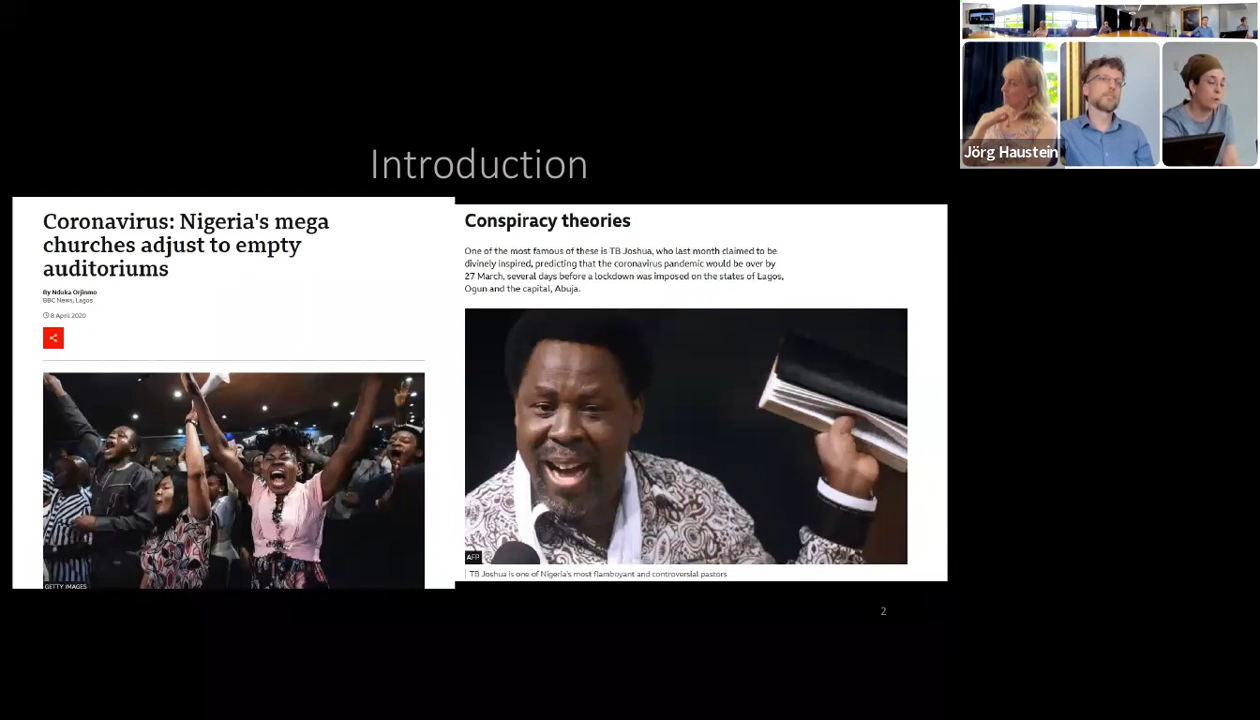 Introduction
Coronavirus: Nigeria's mega
churches adjust to empty
auditoriums
By Nduka Orjinmo
BBC News, Lagos
8 April 2020
GETTY IMAGES
Conspiracy theories
One of the most famous of these is TB Joshua, who last month claimed to be
divinely inspired, predicting that the coronavirus pandemic would be over by
27 March, several days before a lockdown was imposed on the states of Lagos,
Ogun and the capital, Abuja.
AFP
TB Joshua is one of Nigeria's most flamboyant and controversial pastors
2
Jörg Haustein